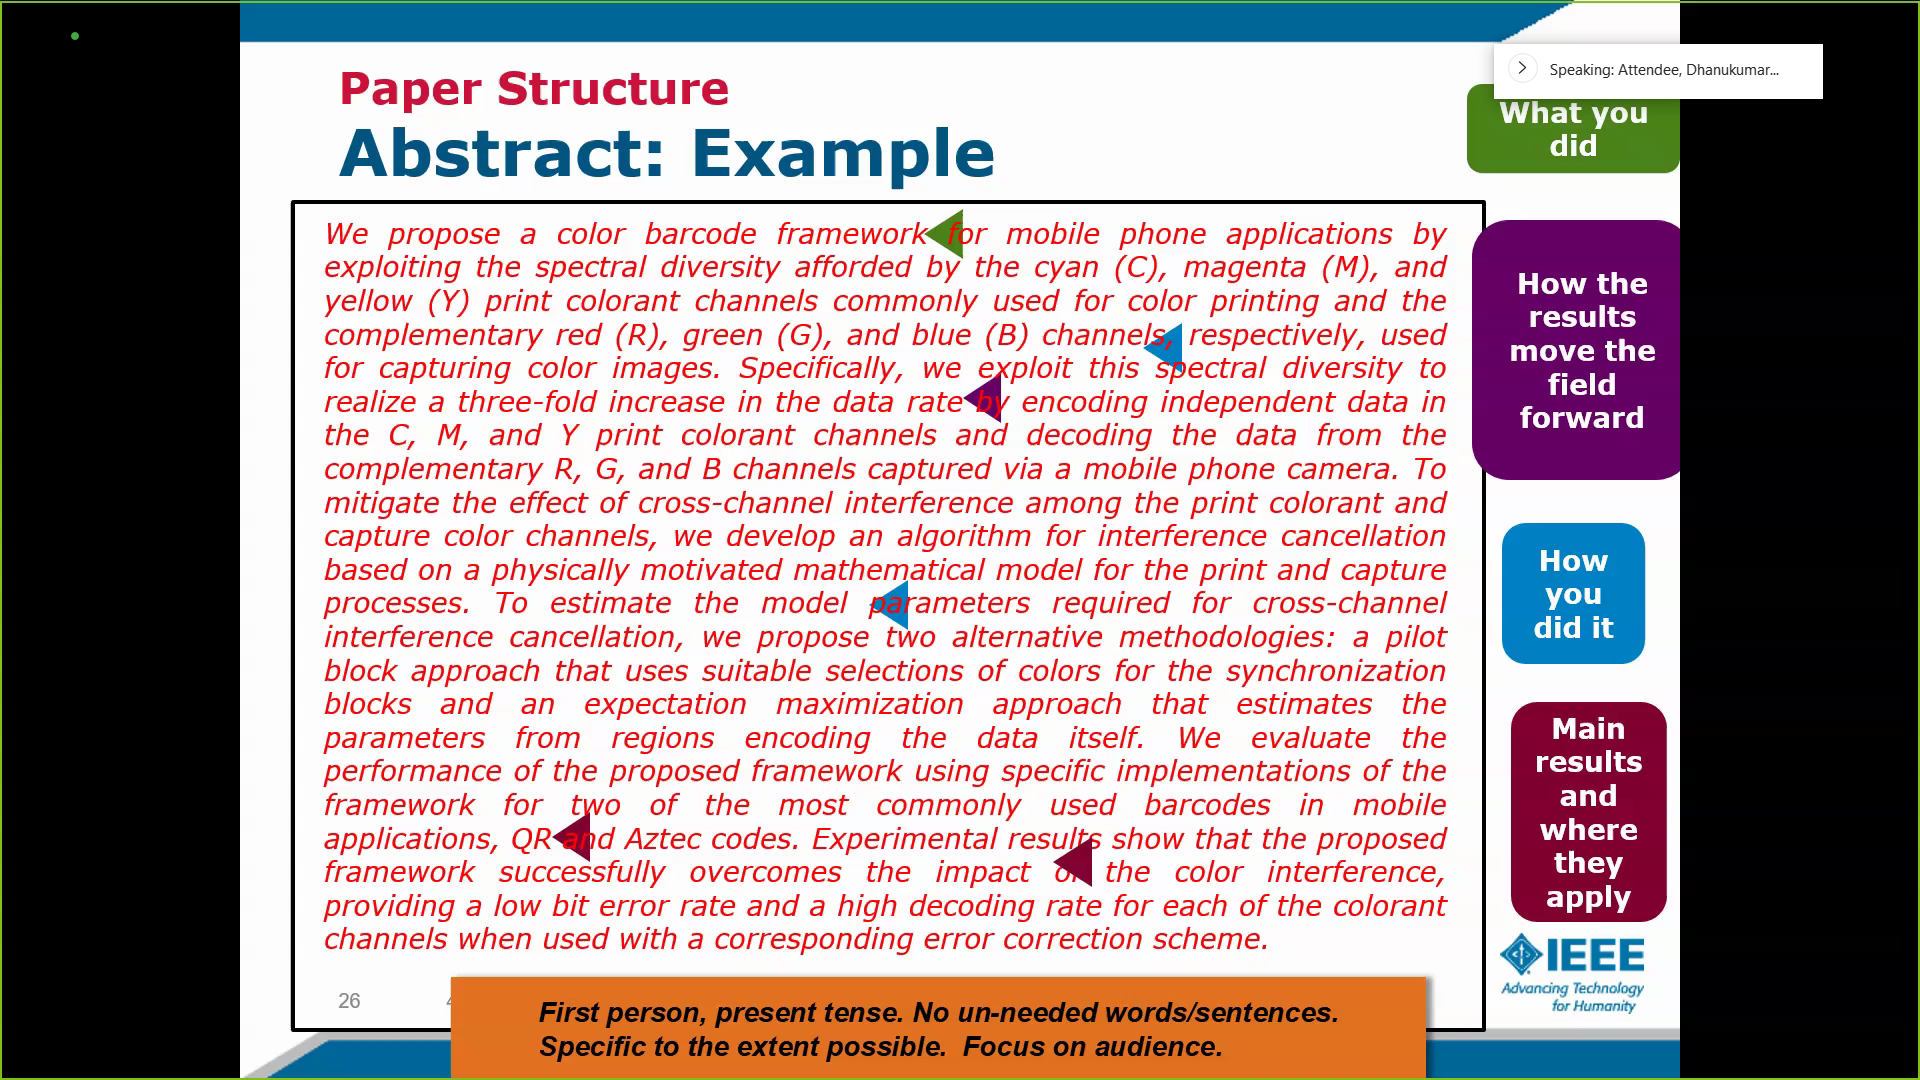 Speaking: Attendee, Dhanukumar...
Paper Structure
Abstract: Example
We propose a color barcode framework for mobile phone applications by
exploiting the spectral diversity afforded by the cyan (C), magenta (M), and
yellow (Y) print colorant channels commonly used for color printing and the
complementary red (R), green (G), and blue (B) channels, respectively, used
for capturing color images. Specifically, we exploit this spectral diversity to
realize a three-fold increase in the data rate by encoding independent data in
the C, M, and Y print colorant channels and decoding the data from the
complementary R, G, and B channels captured via a mobile phone camera. To
mitigate the effect of cross-channel interference among the print colorant and
capture color channels, we develop an algorithm for interference cancellation
based on a physically motivated mathematical model for the print and capture
processes. To estimate the model parameters required for cross-channel
interference cancellation, we propose two alternative methodologies: a pilot
block approach that uses suitable selections of colors for the synchronization
blocks and an expectation maximization approach that estimates the
parameters from regions encoding the data itself. We evaluate the
performance of the proposed framework using specific implementations of the
framework for two of the most commonly used barcodes in mobile
applications, QR and Aztec codes. Experimental results show that the proposed
framework successfully overcomes the impact of the color interference,
providing a low bit error rate and a high decoding rate for each of the colorant
channels when used with a corresponding error correction scheme.
What you
did
How the
results
move the
field
forward
How
you
did it
Main
results
and
where
they
apply
IEEE
Advancing Technology
for Humanity
26
First person, present tense. No un-needed words/sentences.
Specific to the extent possible. Focus on audience.